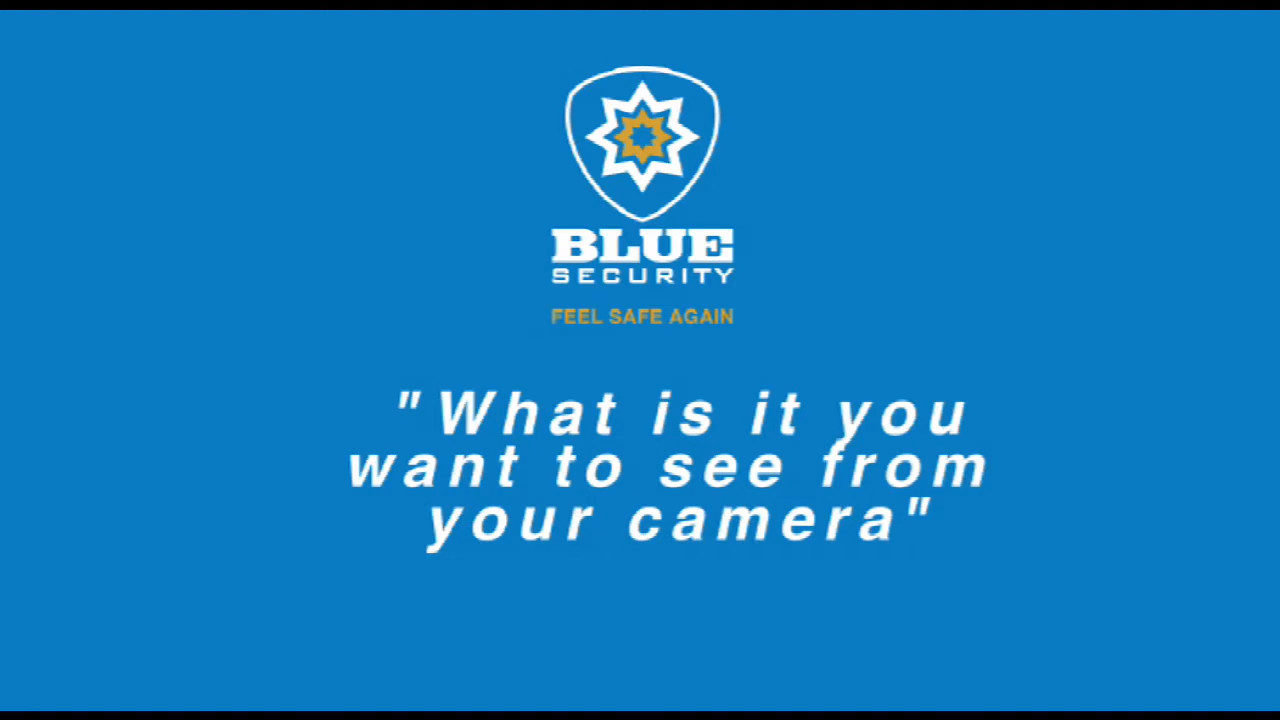 BLUE
SECURITY
FEEL SAFE AGAIN
"What is it you
want to see from
your camera"